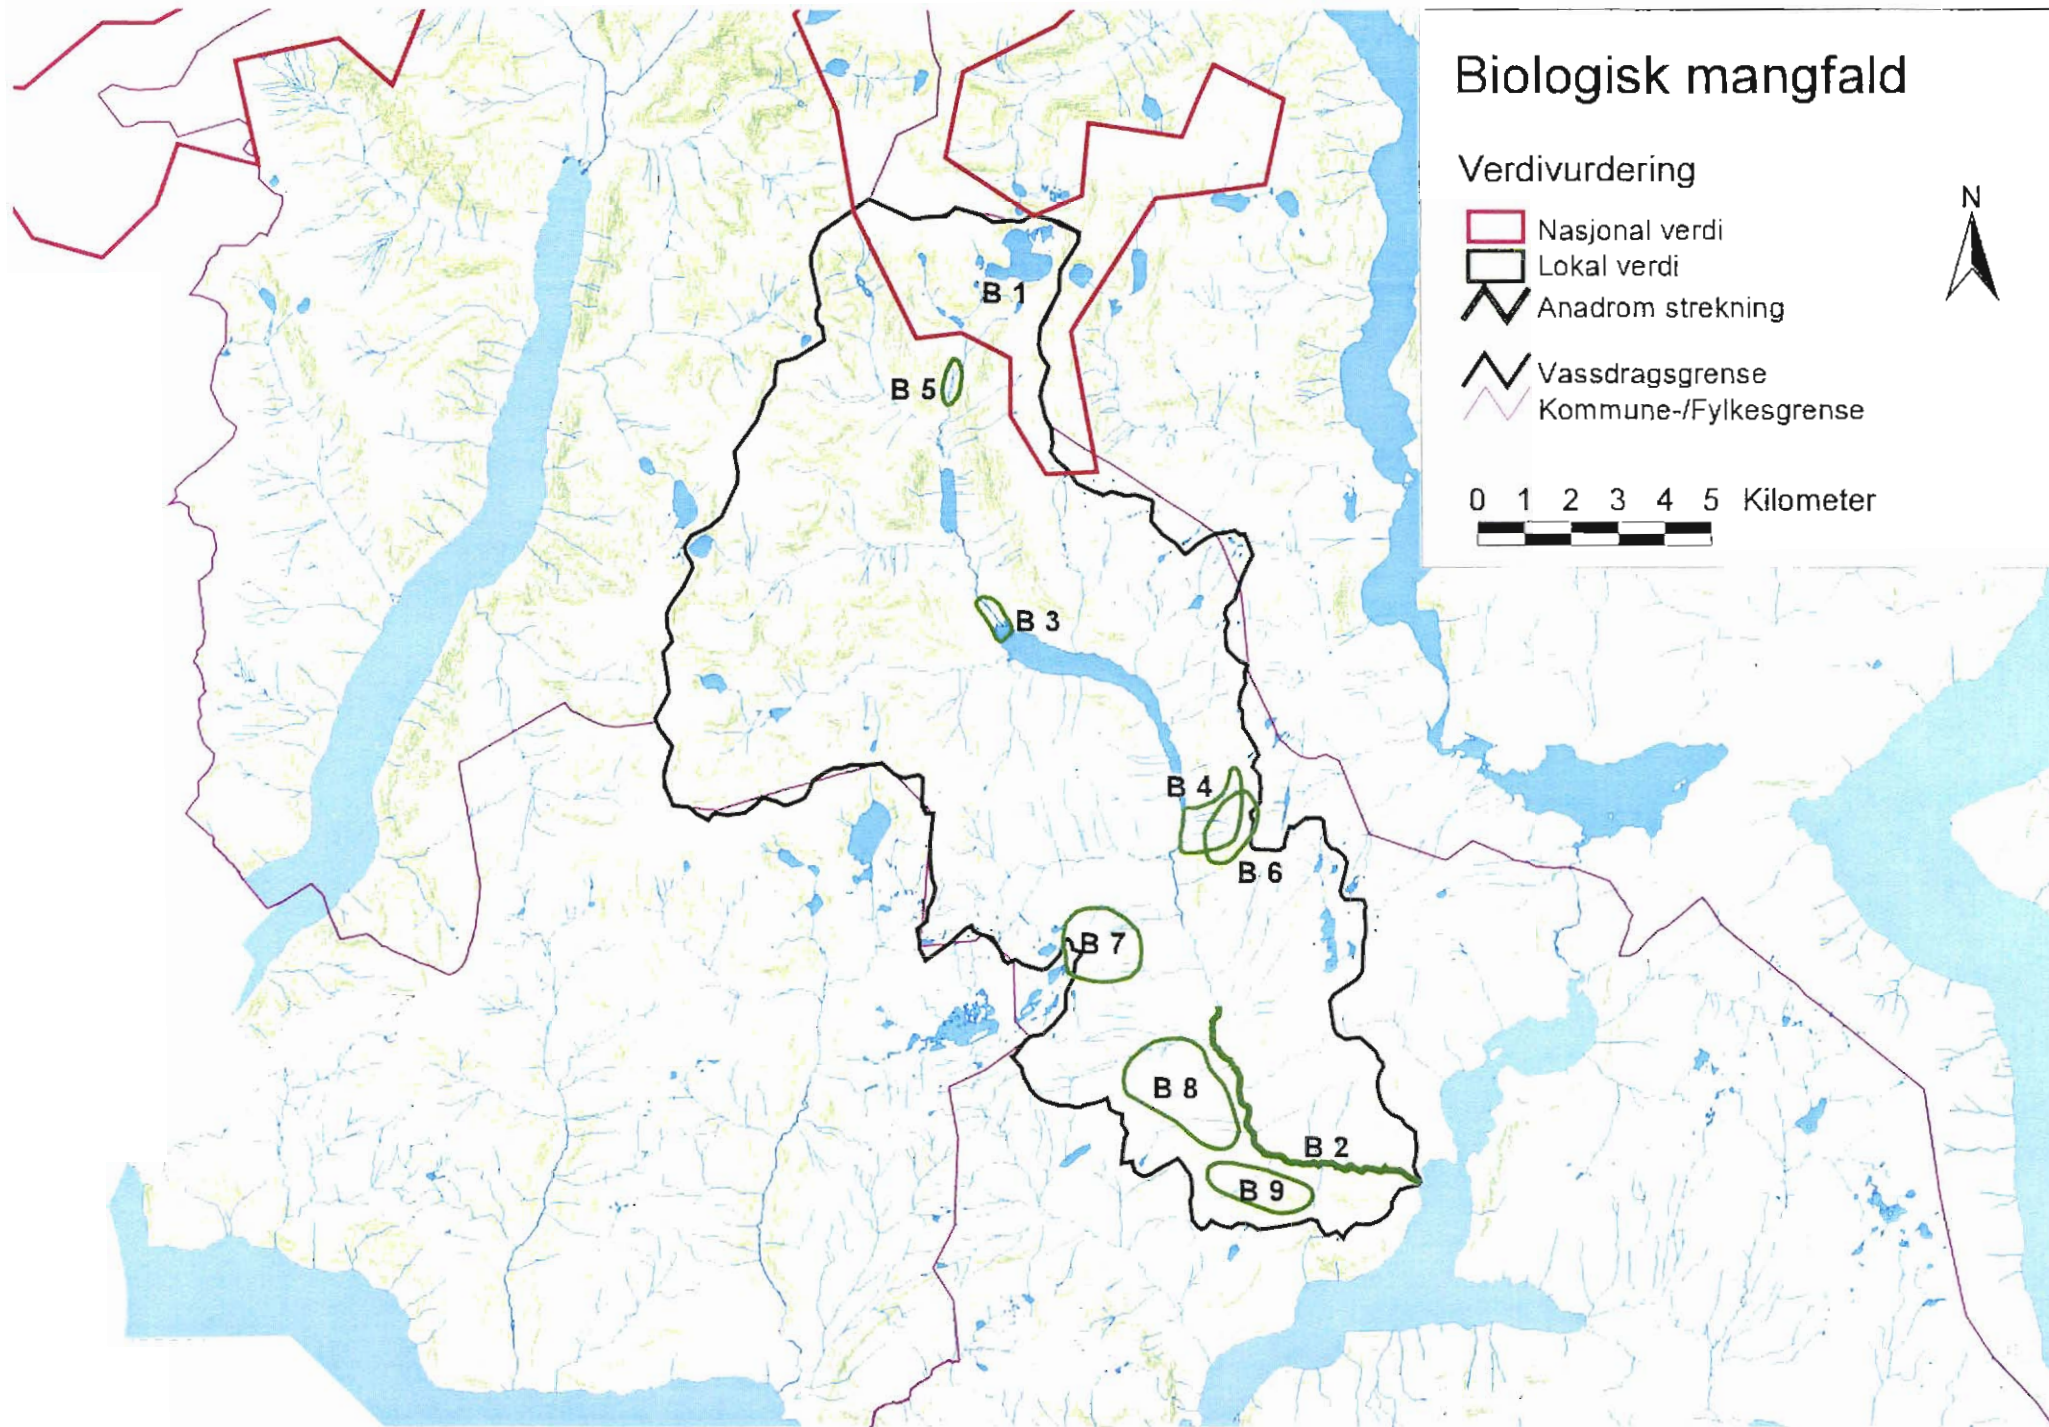 Biologisk mangfald
Verdivurdering
Nasjonal verdi
Lokal verdi
Anadrom strekning
Vassdragsgrense
Kommune-/Fylkesgrense
N
0 1 2 3 4 5 Kilometer
B 1
B 5
B 3
B 4
B 6
B 7
B 8
B 2
B 9